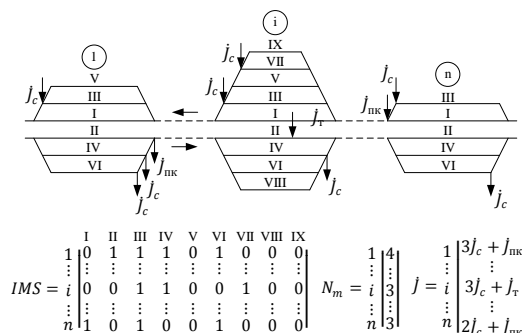 1 i n
IX
VII
j_c
V V
j_c III III j_c III
j_c j_пк
I I j_т I
II II II
IV IV IV
j_пк
VI VI VI
j_c VIII
j_c j_c j_c
I II III IV V VI VII VIII IX
1 0 1 1 1 0 1 0 0 0 1 4 1 3j_c + j_пк
⋮ ⋮ ⋮ ⋮ ⋮ ⋮ ⋮ ⋮ ⋮ ⋮ ⋮ ⋮ ⋮ ⋮
IMS = i 0 0 1 1 0 0 1 0 0 N_m = i 3 j = i 3j_c + j_т
⋮ ⋮ ⋮ ⋮ ⋮ ⋮ ⋮ ⋮ ⋮ ⋮ ⋮ ⋮ ⋮ ⋮
n 1 0 1 0 0 1 0 0 0 n 3 n 2j_c + j_пк